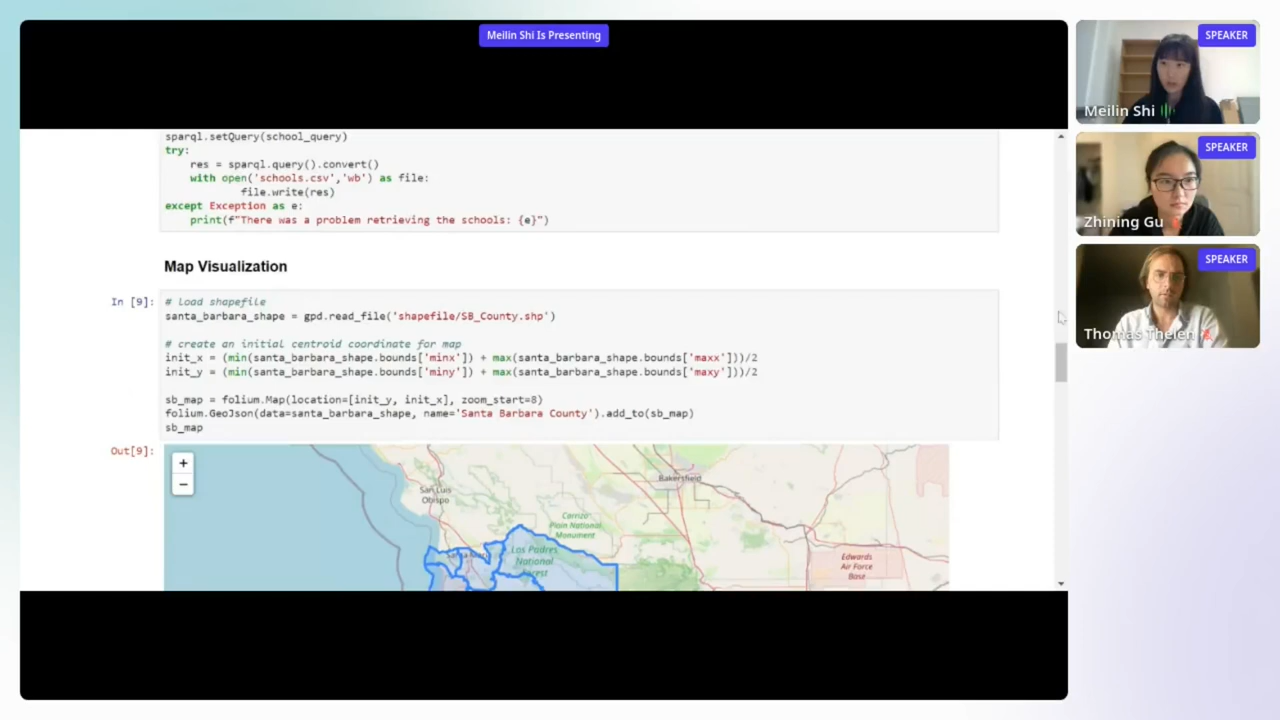 Meilin Shi Is Presenting
sparql.setQuery(school_query)
try:
res = sparql.query().convert()
with open('schools.csv','wb') as file:
file.write(res)
except Exception as e:
print(f"There was a problem retrieving the schools: {e}")
Map Visualization
In [9]:
# load shapefile
santa_barbara_shape = gpd.read_file('shapefile/SB_County.shp')
# create an initial centroid coordinate for map
init_x = (min(santa_barbara_shape.bounds['minx']) + max(santa_barbara_shape.bounds['maxx']))/2
init_y = (min(santa_barbara_shape.bounds['miny']) + max(santa_barbara_shape.bounds['maxy']))/2
sb_map = folium.Map(location=[init_y, init_x], zoom_start=8)
folium.GeoJson(data=santa_barbara_shape, name='Santa Barbara County').add_to(sb_map)
sb_map
Out[9]:
+
−
San Luis
Obispo
Bakersfield
Carrizo
Plain National
Monument
Los Padres
National
Forest
Edwards
Air Force
Base
SPEAKER
Meilin Shi
SPEAKER
Zhining Gu
SPEAKER
Thomas Thelen